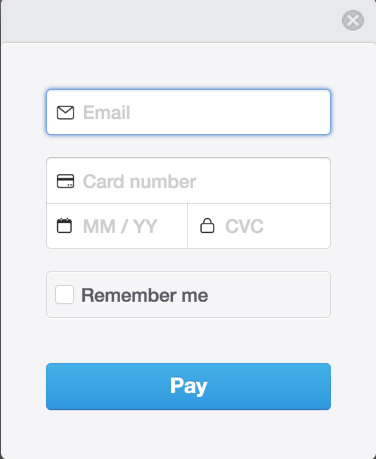 Email
Card number
MM / YY CVC
Remember me
Pay